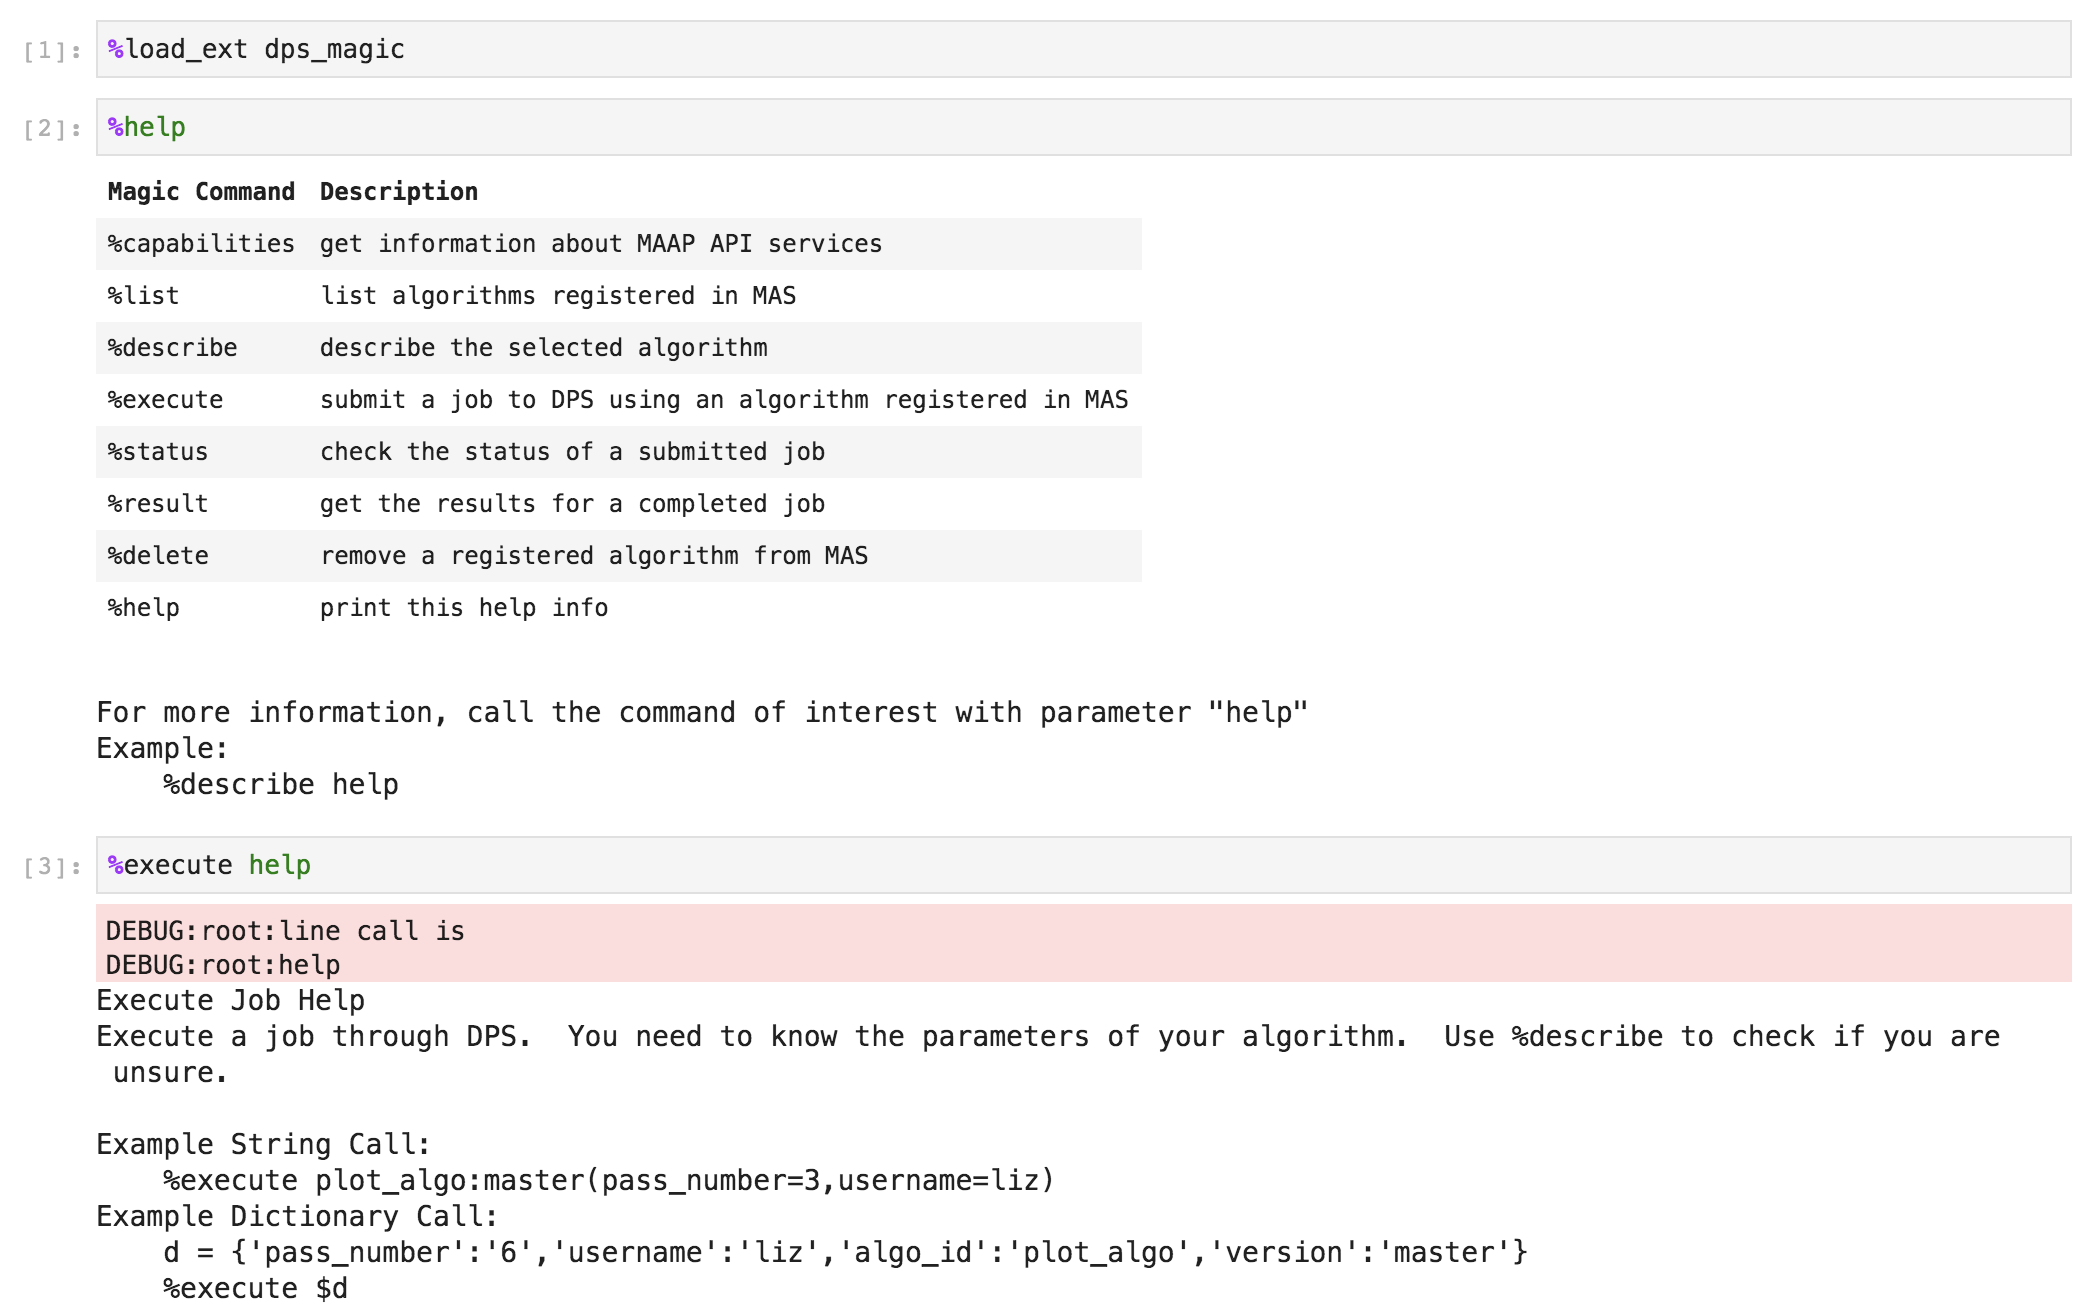 [1]: %load_ext dps_magic
[2]: %help
Magic Command Description
%capabilities get information about MAAP API services
%list list algorithms registered in MAS
%describe describe the selected algorithm
%execute submit a job to DPS using an algorithm registered in MAS
%status check the status of a submitted job
%result get the results for a completed job
%delete remove a registered algorithm from MAS
%help print this help info
For more information, call the command of interest with parameter "help"
Example:
    %describe help
[3]: %execute help
DEBUG:root:line call is
DEBUG:root:help
Execute Job Help
Execute a job through DPS.  You need to know the parameters of your algorithm.  Use %describe to check if you are
 unsure.
Example String Call:
    %execute plot_algo:master(pass_number=3,username=liz)
Example Dictionary Call:
    d = {'pass_number':'6','username':'liz','algo_id':'plot_algo','version':'master'}
    %execute $d